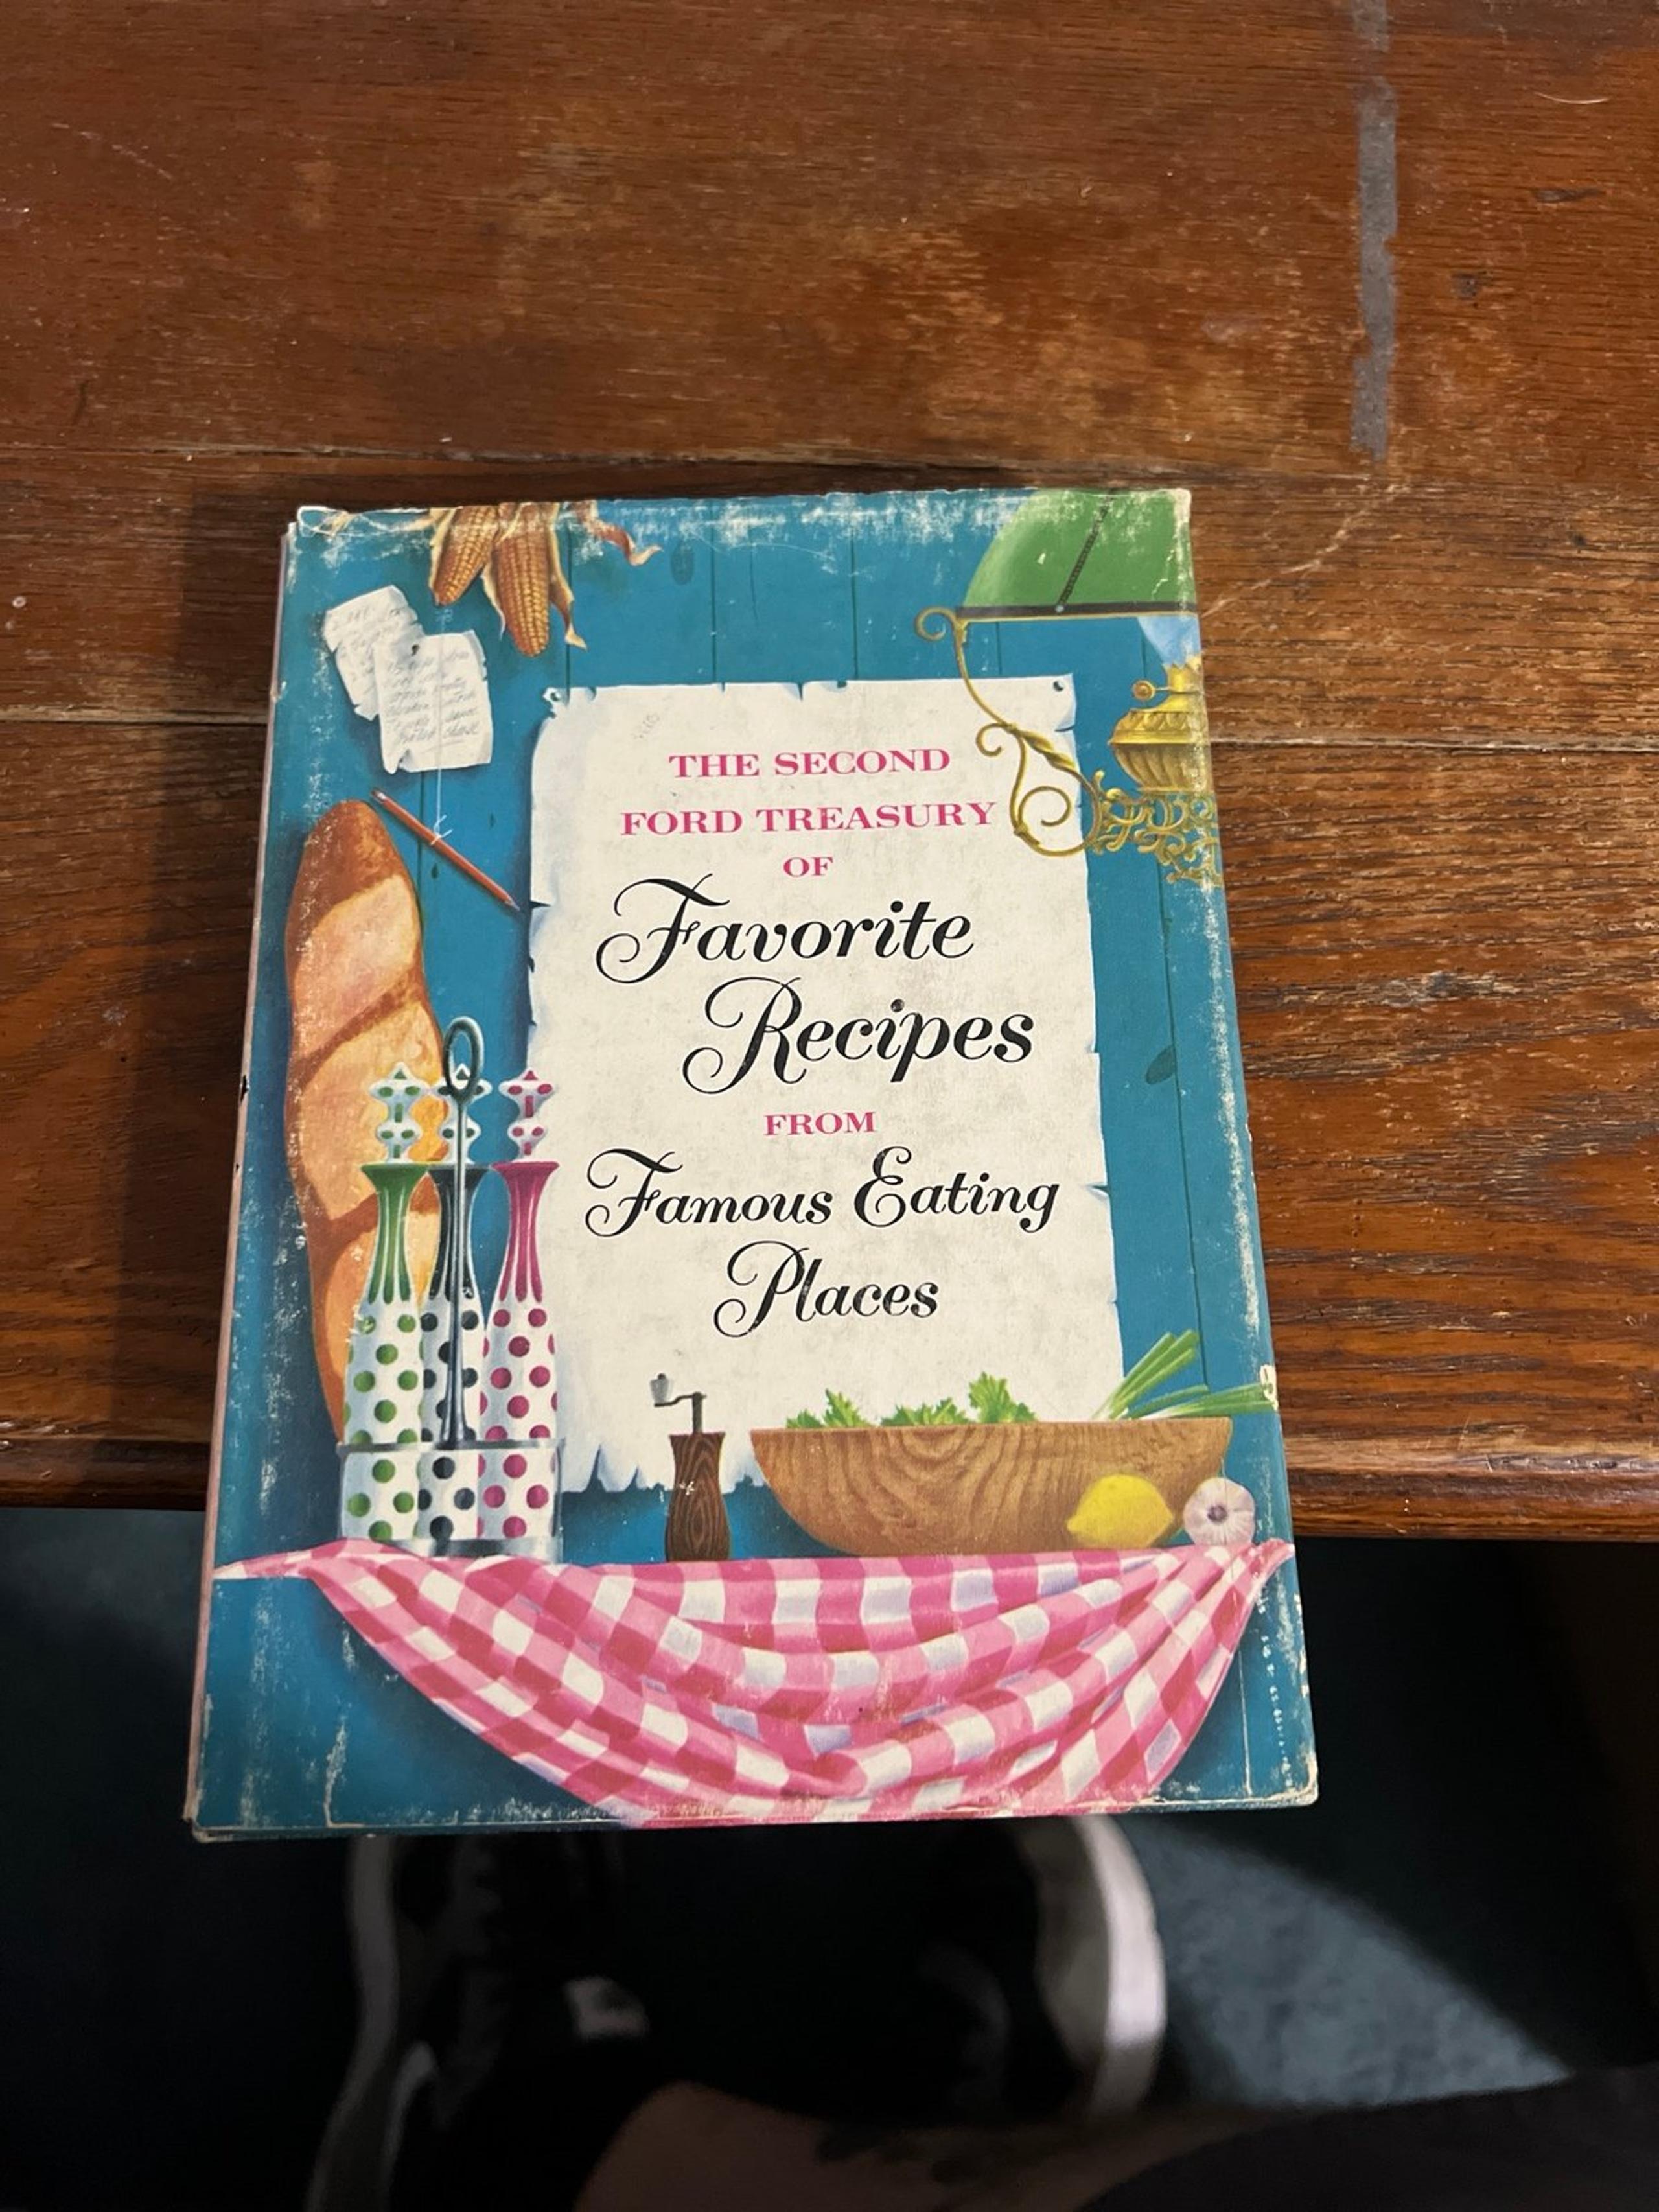 THE SECOND
FORD TREASURY
OF
Favorite
Recipes
FROM
Famous Eating
Places